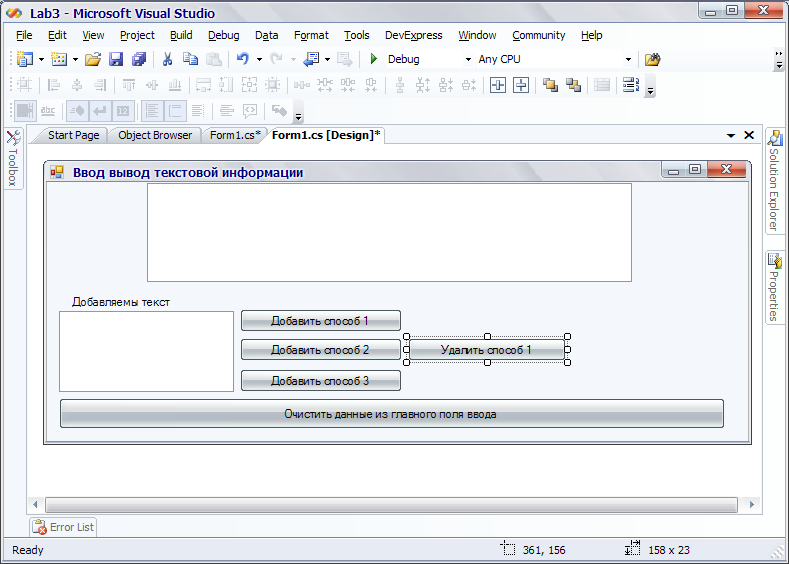 Lab3 - Microsoft Visual Studio
File Edit View Project Build Debug Data Format Tools DevExpress Window Community Help
Debug Any CPU
abc
Start Page Object Browser Form1.cs* Form1.cs [Design]*
Toolbox
Solution Explorer
Properties
Ввод вывод текстовой информации
Добавляемы текст
Добавить способ 1
Добавить способ 2 Удалить способ 1
Добавить способ 3
Очистить данные из главного поля ввода
Error List
Ready 361, 156 158 x 23